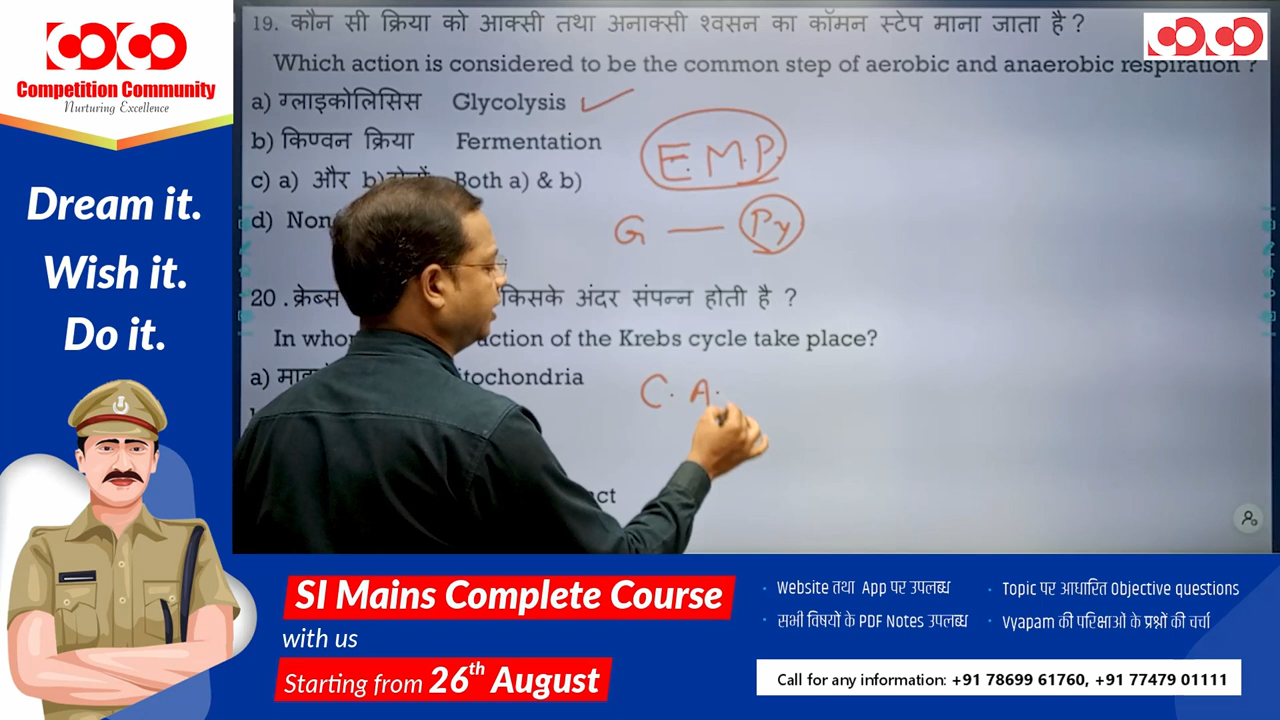 COCO
Competition Community
Nurturing Excellence
Dream it.
Wish it.
Do it.
COCO
19. कौन सी क्रिया को आक्सी तथा अनाक्सी श्वसन का कॉमन स्टेप माना जाता है ?
Which action is considered to be the common step of aerobic and anaerobic respiration ?
a) ग्लाइकोलिसिस Glycolysis
b) किण्वन क्रिया Fermentation
c) a) और b) Both a) & b)
d) Non
E.M.P.
G — Py
20 . क्रेब्स किसके अंदर संपन्न होती है ?
In who action of the Krebs cycle take place?
a) tochondria
C. A.
ect
SI Mains Complete Course
with us
Starting from 26th August
· Website तथा App पर उपलब्ध
· सभी विषयों के PDF Notes उपलब्ध
· Topic पर आधारित Objective questions
· Vyapam की परिक्षाओं के प्रश्नों की चर्चा
Call for any information: +91 78699 61760, +91 77479 01111